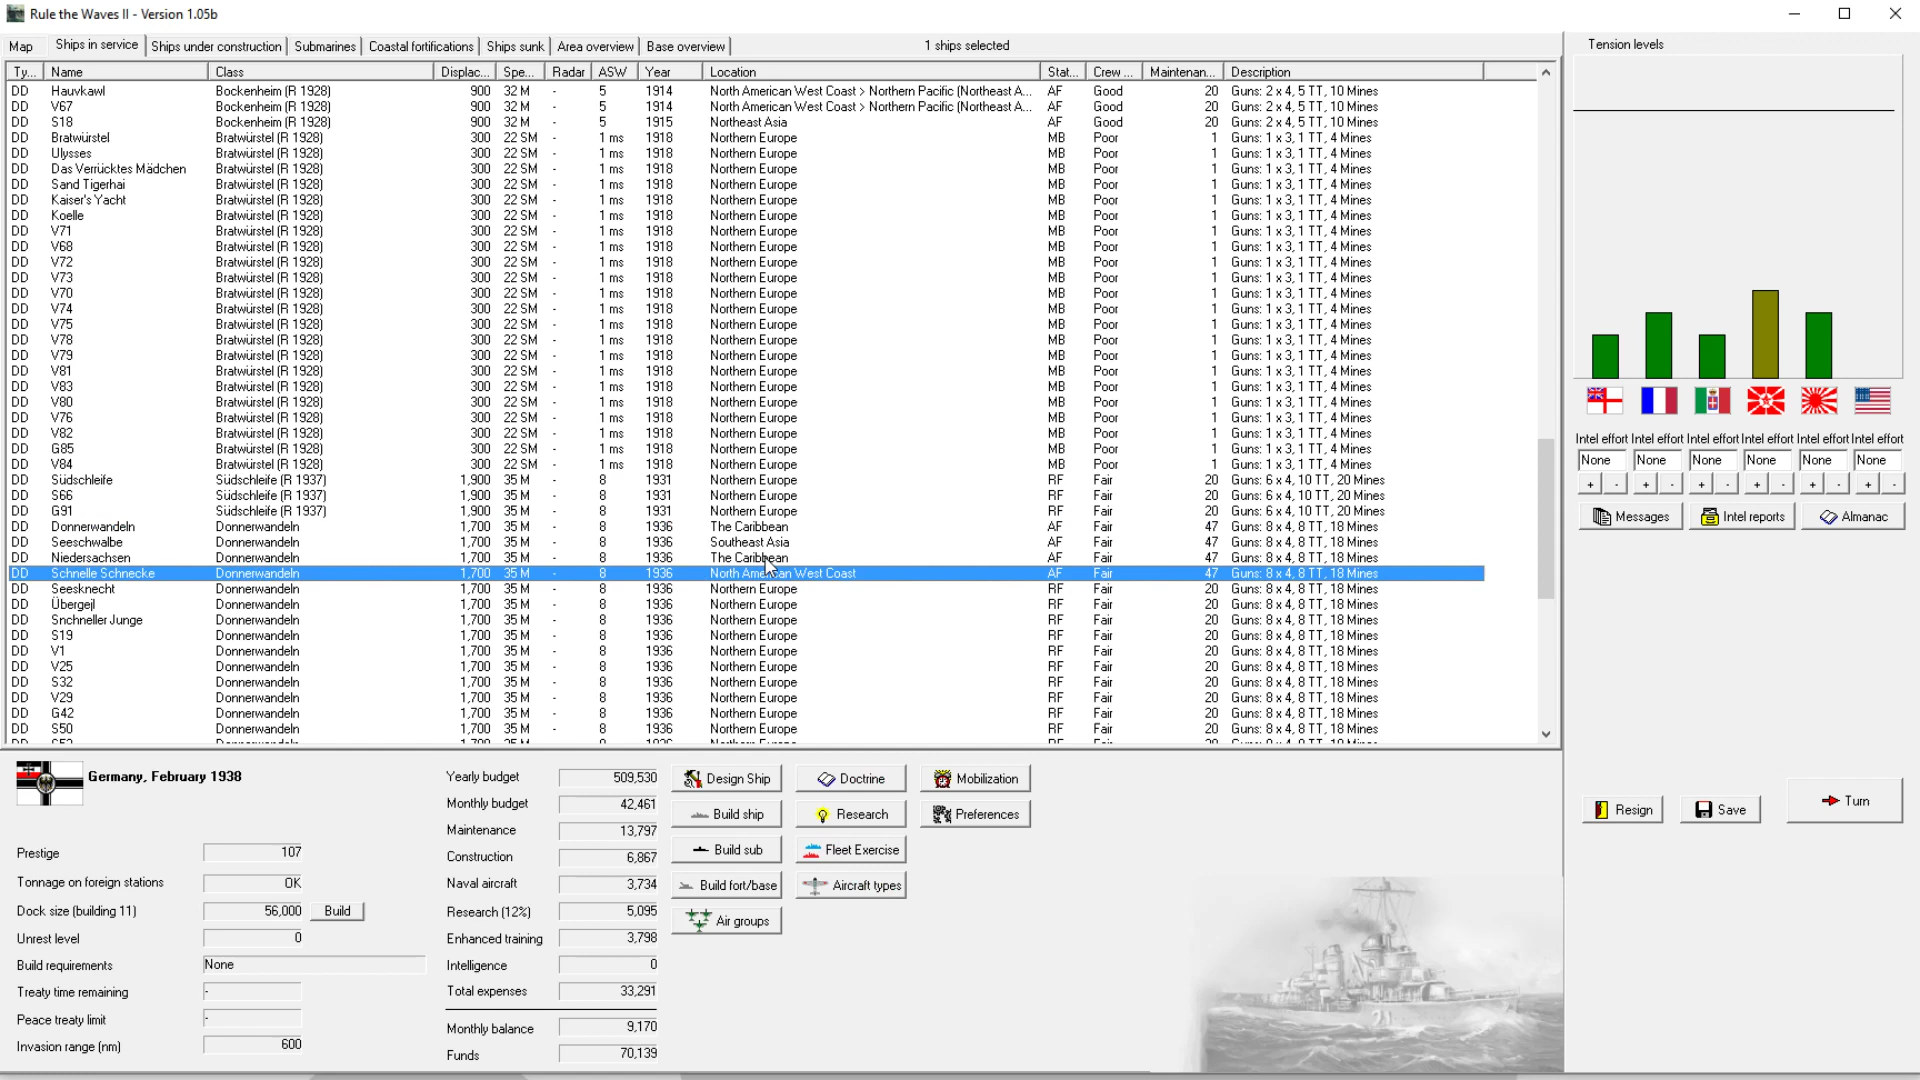 Rule the Waves II - Version 1.05b
Map Ships in service Ships under construction Submarines Coastal fortifications Ships sunk Area overview Base overview 1 ships selected
Ty... Name Class Displac... Spe... Radar ASW Year Location Stat... Crew ... Maintenan... Description
DD Hauvkawl Bockenheim (R 1928) 900 32 M - 5 1914 North American West Coast > Northern Pacific (Northeast A... AF Good 20 Guns: 2 x 4, 5 TT, 10 Mines
DD V67 Bockenheim (R 1928) 900 32 M - 5 1914 North American West Coast > Northern Pacific (Northeast A... AF Good 20 Guns: 2 x 4, 5 TT, 10 Mines
DD S18 Bockenheim (R 1928) 900 32 M - 5 1915 Northeast Asia AF Good 20 Guns: 2 x 4, 5 TT, 10 Mines
DD Bratwürstel Bratwürstel (R 1928) 300 22 SM - 1 ms 1918 Northern Europe MB Poor 1 Guns: 1 x 3, 1 TT, 4 Mines
DD Ulysses Bratwürstel (R 1928) 300 22 SM - 1 ms 1918 Northern Europe MB Poor 1 Guns: 1 x 3, 1 TT, 4 Mines
DD Das Verrücktes Mädchen Bratwürstel (R 1928) 300 22 SM - 1 ms 1918 Northern Europe MB Poor 1 Guns: 1 x 3, 1 TT, 4 Mines
DD Sand Tigerhai Bratwürstel (R 1928) 300 22 SM - 1 ms 1918 Northern Europe MB Poor 1 Guns: 1 x 3, 1 TT, 4 Mines
DD Kaiser's Yacht Bratwürstel (R 1928) 300 22 SM - 1 ms 1918 Northern Europe MB Poor 1 Guns: 1 x 3, 1 TT, 4 Mines
DD Koelle Bratwürstel (R 1928) 300 22 SM - 1 ms 1918 Northern Europe MB Poor 1 Guns: 1 x 3, 1 TT, 4 Mines
DD V71 Bratwürstel (R 1928) 300 22 SM - 1 ms 1918 Northern Europe MB Poor 1 Guns: 1 x 3, 1 TT, 4 Mines
DD V68 Bratwürstel (R 1928) 300 22 SM - 1 ms 1918 Northern Europe MB Poor 1 Guns: 1 x 3, 1 TT, 4 Mines
DD V72 Bratwürstel (R 1928) 300 22 SM - 1 ms 1918 Northern Europe MB Poor 1 Guns: 1 x 3, 1 TT, 4 Mines
DD V73 Bratwürstel (R 1928) 300 22 SM - 1 ms 1918 Northern Europe MB Poor 1 Guns: 1 x 3, 1 TT, 4 Mines
DD V70 Bratwürstel (R 1928) 300 22 SM - 1 ms 1918 Northern Europe MB Poor 1 Guns: 1 x 3, 1 TT, 4 Mines
DD V74 Bratwürstel (R 1928) 300 22 SM - 1 ms 1918 Northern Europe MB Poor 1 Guns: 1 x 3, 1 TT, 4 Mines
DD V75 Bratwürstel (R 1928) 300 22 SM - 1 ms 1918 Northern Europe MB Poor 1 Guns: 1 x 3, 1 TT, 4 Mines
DD V78 Bratwürstel (R 1928) 300 22 SM - 1 ms 1918 Northern Europe MB Poor 1 Guns: 1 x 3, 1 TT, 4 Mines
DD V79 Bratwürstel (R 1928) 300 22 SM - 1 ms 1918 Northern Europe MB Poor 1 Guns: 1 x 3, 1 TT, 4 Mines
DD V81 Bratwürstel (R 1928) 300 22 SM - 1 ms 1918 Northern Europe MB Poor 1 Guns: 1 x 3, 1 TT, 4 Mines
DD V83 Bratwürstel (R 1928) 300 22 SM - 1 ms 1918 Northern Europe MB Poor 1 Guns: 1 x 3, 1 TT, 4 Mines
DD V80 Bratwürstel (R 1928) 300 22 SM - 1 ms 1918 Northern Europe MB Poor 1 Guns: 1 x 3, 1 TT, 4 Mines
DD V76 Bratwürstel (R 1928) 300 22 SM - 1 ms 1918 Northern Europe MB Poor 1 Guns: 1 x 3, 1 TT, 4 Mines
DD V82 Bratwürstel (R 1928) 300 22 SM - 1 ms 1918 Northern Europe MB Poor 1 Guns: 1 x 3, 1 TT, 4 Mines
DD G85 Bratwürstel (R 1928) 300 22 SM - 1 ms 1918 Northern Europe MB Poor 1 Guns: 1 x 3, 1 TT, 4 Mines
DD V84 Bratwürstel (R 1928) 300 22 SM - 1 ms 1918 Northern Europe MB Poor 1 Guns: 1 x 3, 1 TT, 4 Mines
DD Südschleife Südschleife (R 1937) 1,900 35 M - 8 1931 Northern Europe RF Fair 20 Guns: 6 x 4, 10 TT, 20 Mines
DD S66 Südschleife (R 1937) 1,900 35 M - 8 1931 Northern Europe RF Fair 20 Guns: 6 x 4, 10 TT, 20 Mines
DD G91 Südschleife (R 1937) 1,900 35 M - 8 1931 Northern Europe RF Fair 20 Guns: 6 x 4, 10 TT, 20 Mines
DD Donnerwandeln Donnerwandeln 1,700 35 M - 8 1936 The Caribbean AF Fair 47 Guns: 8 x 4, 8 TT, 18 Mines
DD Seeschwalbe Donnerwandeln 1,700 35 M - 8 1936 Southeast Asia AF Fair 47 Guns: 8 x 4, 8 TT, 18 Mines
DD Niedersachsen Donnerwandeln 1,700 35 M - 8 1936 The Caribbean AF Fair 47 Guns: 8 x 4, 8 TT, 18 Mines
DD Schnelle Schnecke Donnerwandeln 1,700 35 M - 8 1936 North American West Coast AF Fair 47 Guns: 8 x 4, 8 TT, 18 Mines
DD Seesknecht Donnerwandeln 1,700 35 M - 8 1936 Northern Europe RF Fair 20 Guns: 8 x 4, 8 TT, 18 Mines
DD Übergejl Donnerwandeln 1,700 35 M - 8 1936 Northern Europe RF Fair 20 Guns: 8 x 4, 8 TT, 18 Mines
DD Snchneller Junge Donnerwandeln 1,700 35 M - 8 1936 Northern Europe RF Fair 20 Guns: 8 x 4, 8 TT, 18 Mines
DD S19 Donnerwandeln 1,700 35 M - 8 1936 Northern Europe RF Fair 20 Guns: 8 x 4, 8 TT, 18 Mines
DD V1 Donnerwandeln 1,700 35 M - 8 1936 Northern Europe RF Fair 20 Guns: 8 x 4, 8 TT, 18 Mines
DD V25 Donnerwandeln 1,700 35 M - 8 1936 Northern Europe RF Fair 20 Guns: 8 x 4, 8 TT, 18 Mines
DD S32 Donnerwandeln 1,700 35 M - 8 1936 Northern Europe RF Fair 20 Guns: 8 x 4, 8 TT, 18 Mines
DD V29 Donnerwandeln 1,700 35 M - 8 1936 Northern Europe RF Fair 20 Guns: 8 x 4, 8 TT, 18 Mines
DD G42 Donnerwandeln 1,700 35 M - 8 1936 Northern Europe RF Fair 20 Guns: 8 x 4, 8 TT, 18 Mines
DD S50 Donnerwandeln 1,700 35 M - 8 1936 Northern Europe RF Fair 20 Guns: 8 x 4, 8 TT, 18 Mines
Germany, February 1938
Prestige 107
Tonnage on foreign stations OK
Dock size (building 11) 56,000 Build
Unrest level 0
Build requirements None
Treaty time remaining -
Peace treaty limit -
Invasion range (nm) 600
Yearly budget 509,530
Monthly budget 42,461
Maintenance 13,797
Construction 6,867
Naval aircraft 3,734
Research (12%) 5,095
Enhanced training 3,798
Intelligence 0
Total expenses 33,291
Monthly balance 9,170
Funds 70,139
Design Ship Doctrine Mobilization
Build ship Research Preferences
Build sub Fleet Exercise
Build fort/base Aircraft types
Air groups
Tension levels
Intel effort Intel effort Intel effort Intel effort Intel effort Intel effort
None None None None None None
+ - + - + - + - + - + -
Messages Intel reports Almanac
Resign Save Turn